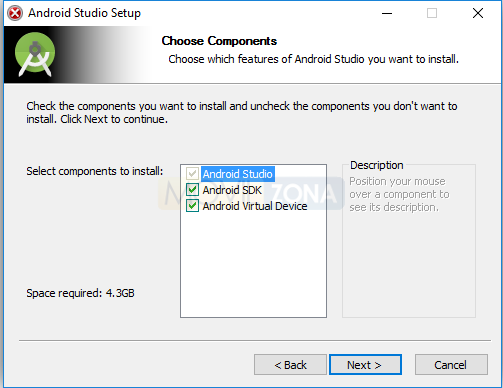 Android Studio Setup
Choose Components
Choose which features of Android Studio you want to install.
Check the components you want to install and uncheck the components you don't want to
install. Click Next to continue.
Select components to install:
Android Studio
Android SDK
Android Virtual Device
Description
Position your mouse
over a component to
see its description.
Space required: 4.3GB
< Back
Next >
Cancel